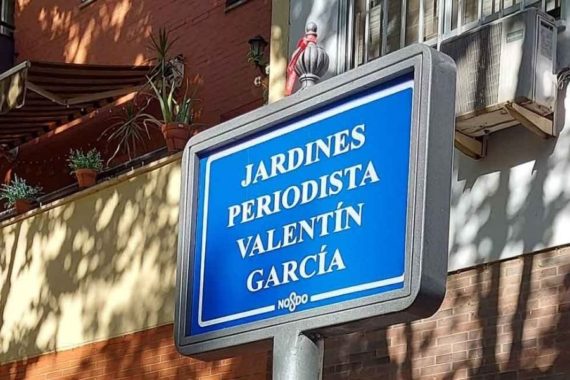 JARDINES
PERIODISTA
VALENTÍN
GARCÍA
NO8DO